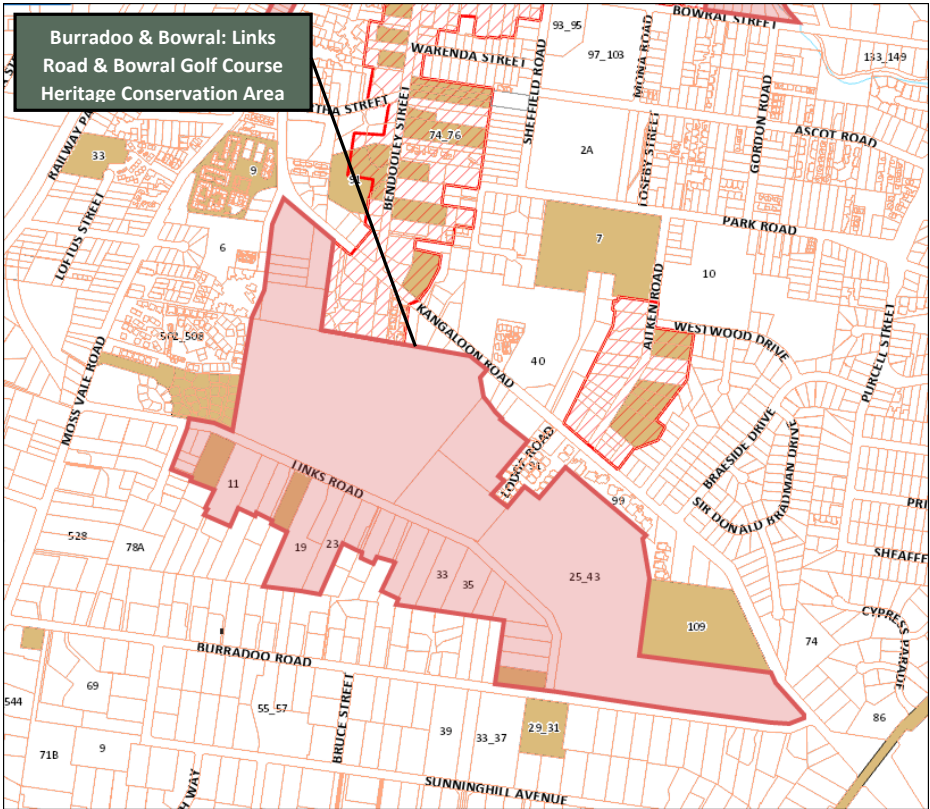 Burradoo & Bowral: Links
Road & Bowral Golf Course
Heritage Conservation Area
BOWRAL STREET
93_95
97_103
133_149
WARENDA STREET
SHEFFIELD ROAD
MONA ROAD
GORDON ROAD
ASCOT ROAD
74_76
2A
LOSEBY STREET
BENDOOLEY STREET
33
9
LOFTUS STREET
6
7
PARK ROAD
10
AITKEN ROAD
WESTWOOD DRIVE
KANGALOON ROAD
40
502_508
MOSS VALE ROAD
PURCELL STREET
BRAESIDE DRIVE
SIR DONALD BRADMAN DRIVE
LINKS ROAD
LODGE ROAD
11
99
528
78A
19
23
33
35
25_43
SHEAFFE
CYPRESS PARADE
109
74
BURRADOO ROAD
69
544
55_57
BRUCE STREET
39
33_37
29_31
86
71B
9
H WAY
SUNNINGHILL AVENUE